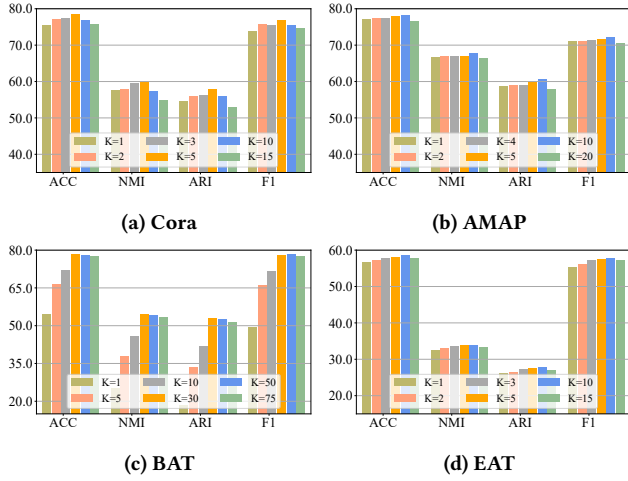 80.0
70.0
60.0
50.0
40.0
K=1 K=3 K=10
K=2 K=5 K=15
ACC NMI ARI F1
(a) Cora
80.0
70.0
60.0
50.0
40.0
K=1 K=4 K=10
K=2 K=5 K=20
ACC NMI ARI F1
(b) AMAP
80.0
65.0
50.0
35.0
20.0
K=1 K=10 K=50
K=5 K=30 K=75
ACC NMI ARI F1
(c) BAT
60.0
50.0
40.0
30.0
20.0
K=1 K=3 K=10
K=2 K=5 K=15
ACC NMI ARI F1
(d) EAT